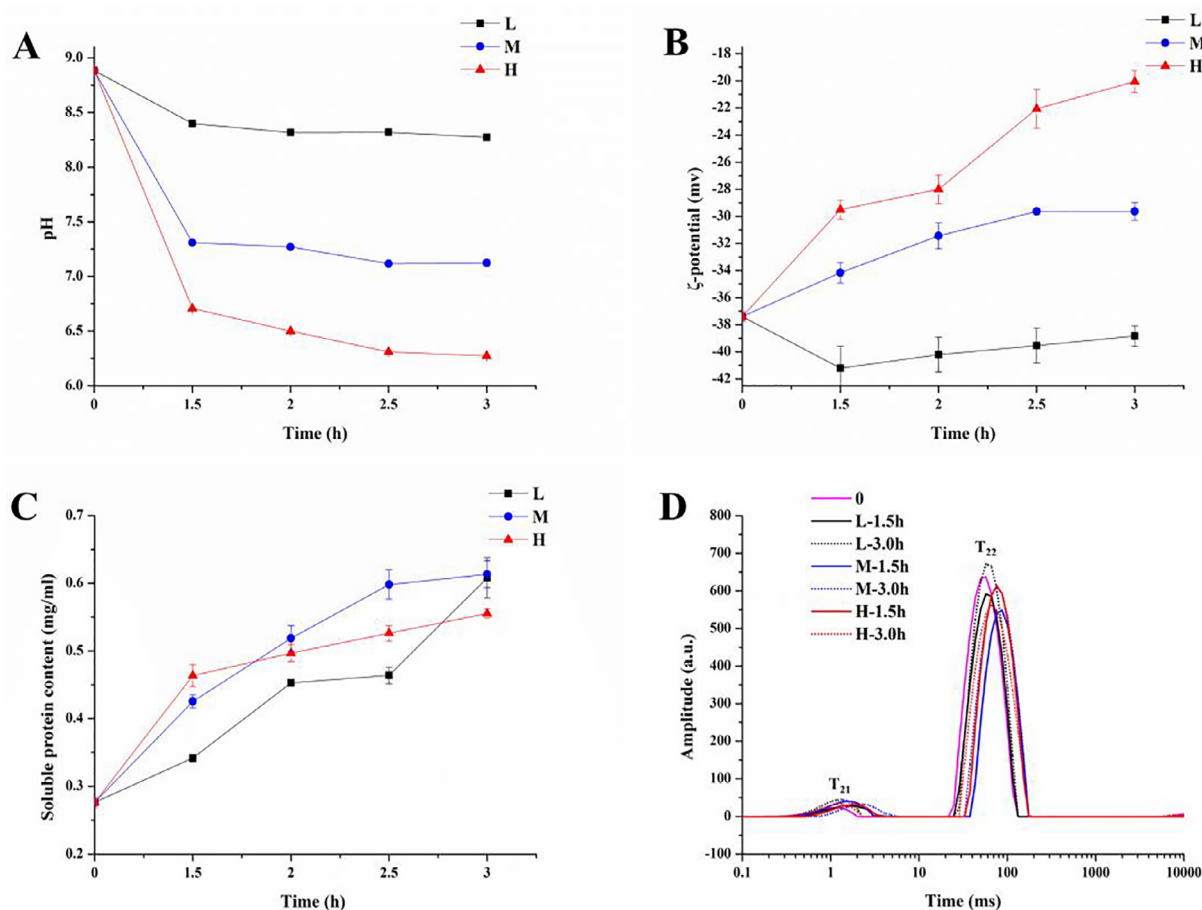 A
L
M
H
9.0
8.5
8.0
7.5
7.0
6.5
6.0
pH
0
1.5
2
2.5
3
Time (h)
B
L
M
H
-18
-20
-22
-24
-26
-28
-30
-32
-34
-36
-38
-40
-42
ζ-potential (mv)
0
1.5
2
2.5
3
Time (h)
C
L
M
H
0.7
0.6
0.5
0.4
0.3
0.2
Soluble protein content (mg/ml)
0
1.5
2
2.5
3
Time (h)
D
0
L-1.5h
L-3.0h
M-1.5h
M-3.0h
H-1.5h
H-3.0h
T22
T21
800
700
600
500
400
300
200
100
0
-100
Amplitude (a.u.)
0.1
1
10
100
1000
10000
Time (ms)